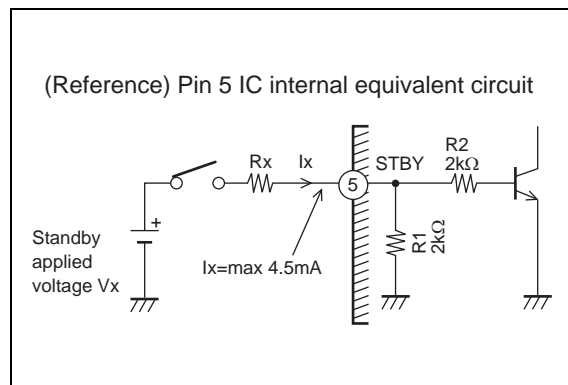 (Reference) Pin 5 IC internal equivalent circuit
Rx
Ix
5
STBY
R2
2kΩ
+
R1
2kΩ
Standby
applied
voltage Vx
Ix=max 4.5mA